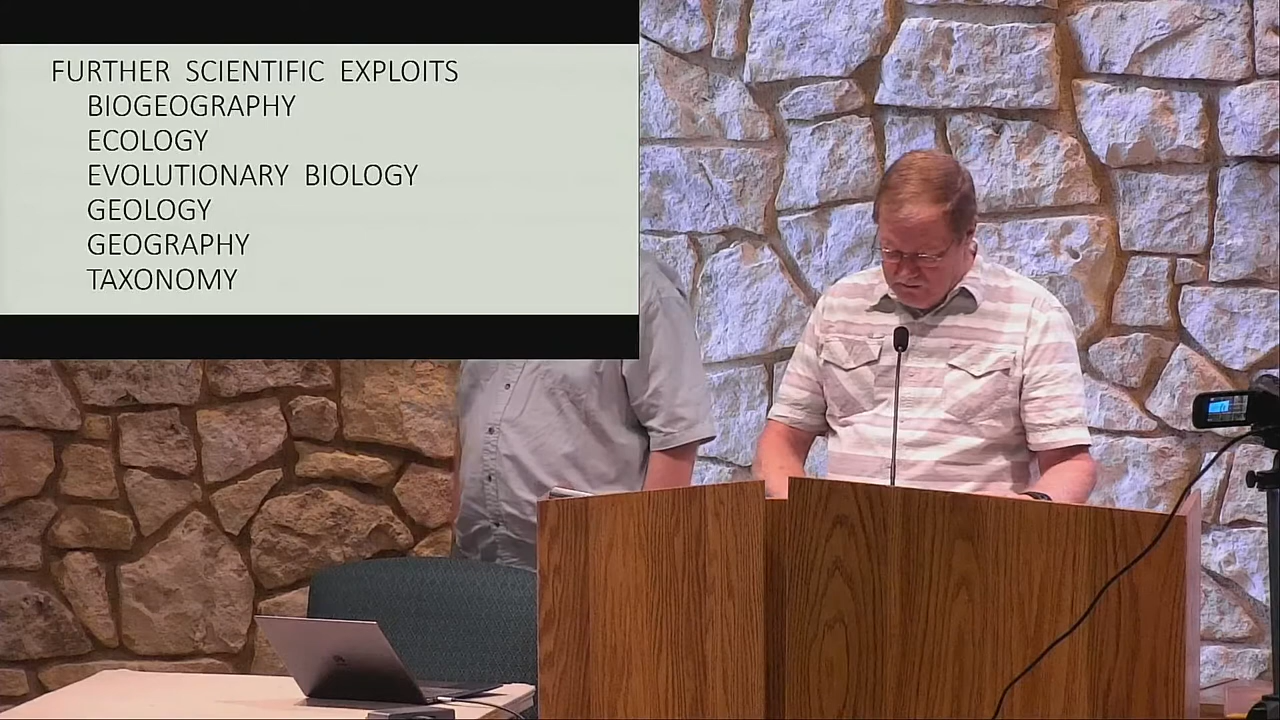 FURTHER SCIENTIFIC EXPLOITS
BIOGEOGRAPHY
ECOLOGY
EVOLUTIONARY BIOLOGY
GEOLOGY
GEOGRAPHY
TAXONOMY